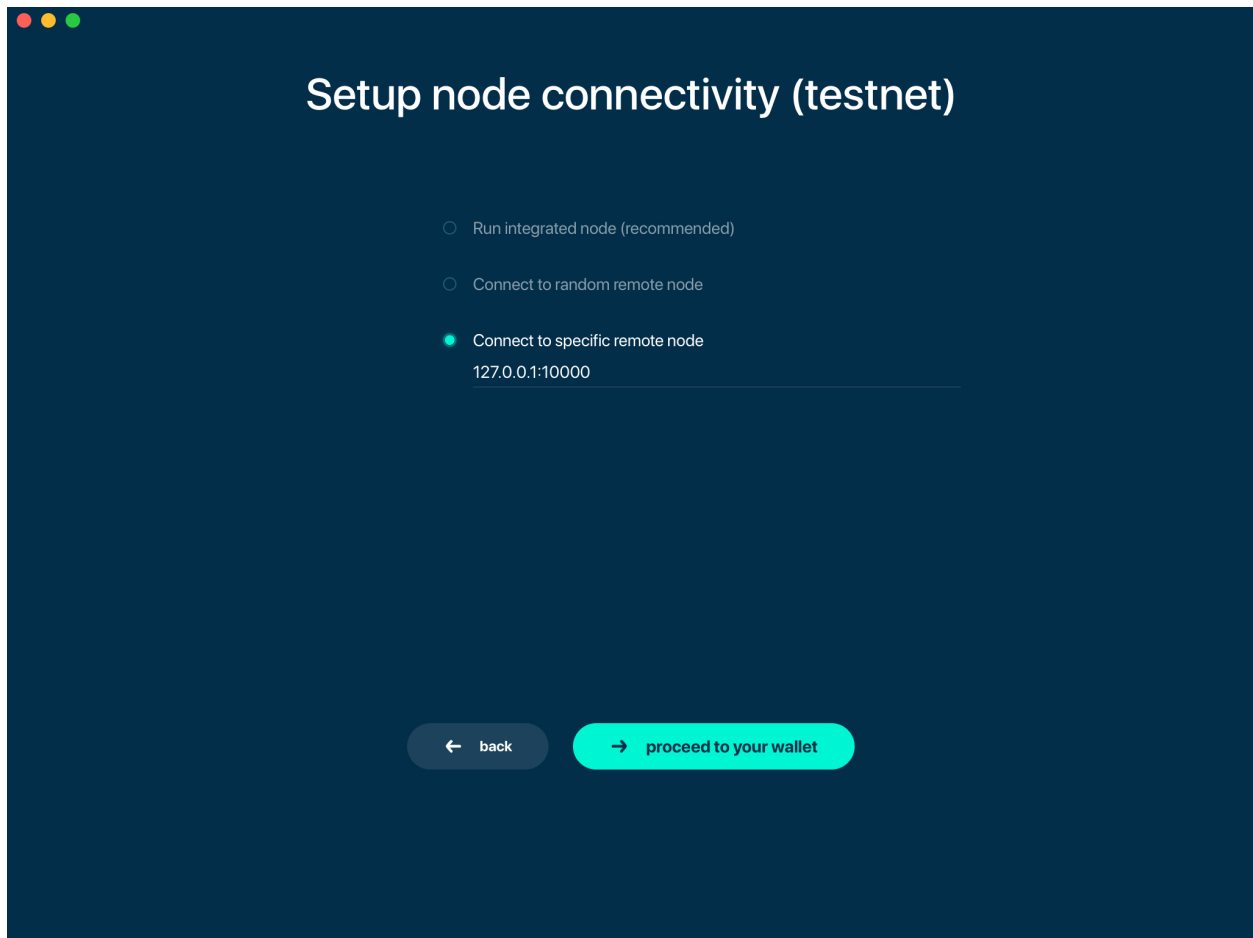 Setup node connectivity (testnet)
Run integrated node (recommended)
Connect to random remote node
Connect to specific remote node
127.0.0.1:10000
back
proceed to your wallet